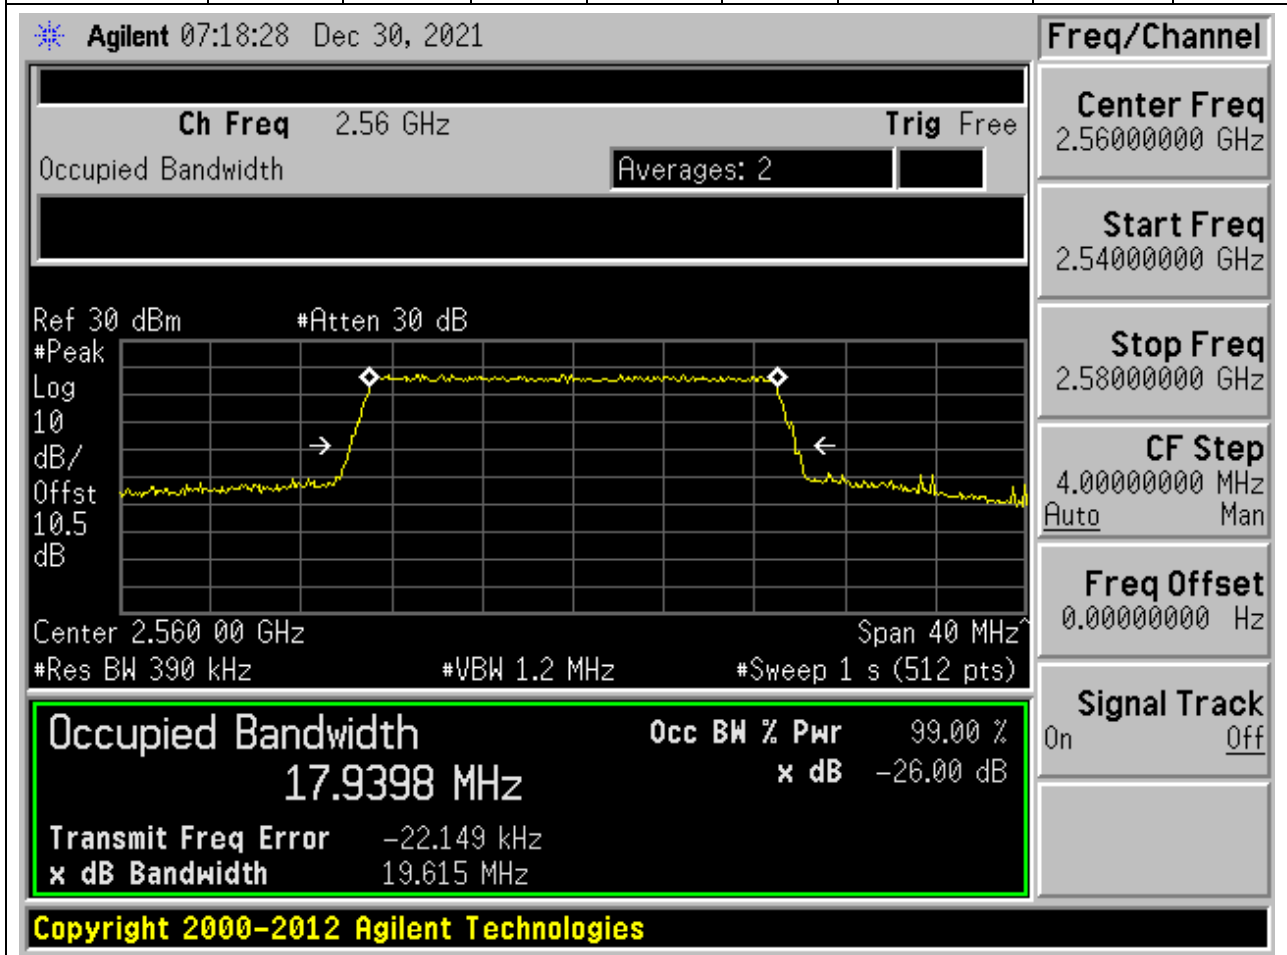 Agilent 07:18:28 Dec 30, 2021
Freq/Channel
Ch Freq 2.56 GHz Trig Free
Occupied Bandwidth Averages: 2
Center Freq
2.56000000 GHz
Start Freq
2.54000000 GHz
Stop Freq
2.58000000 GHz
CF Step
4.00000000 MHz
Auto Man
Freq Offset
0.00000000 Hz
Signal Track
On Off
Ref 30 dBm #Atten 30 dB
#Peak
Log
10
dB/
Offst
10.5
dB
Center 2.560 00 GHz Span 40 MHz^
#Res BW 390 kHz #VBW 1.2 MHz #Sweep 1 s (512 pts)
Occupied Bandwidth Occ BW % Pwr 99.00 %
17.9398 MHz x dB -26.00 dB
Transmit Freq Error -22.149 kHz
x dB Bandwidth 19.615 MHz
Copyright 2000-2012 Agilent Technologies